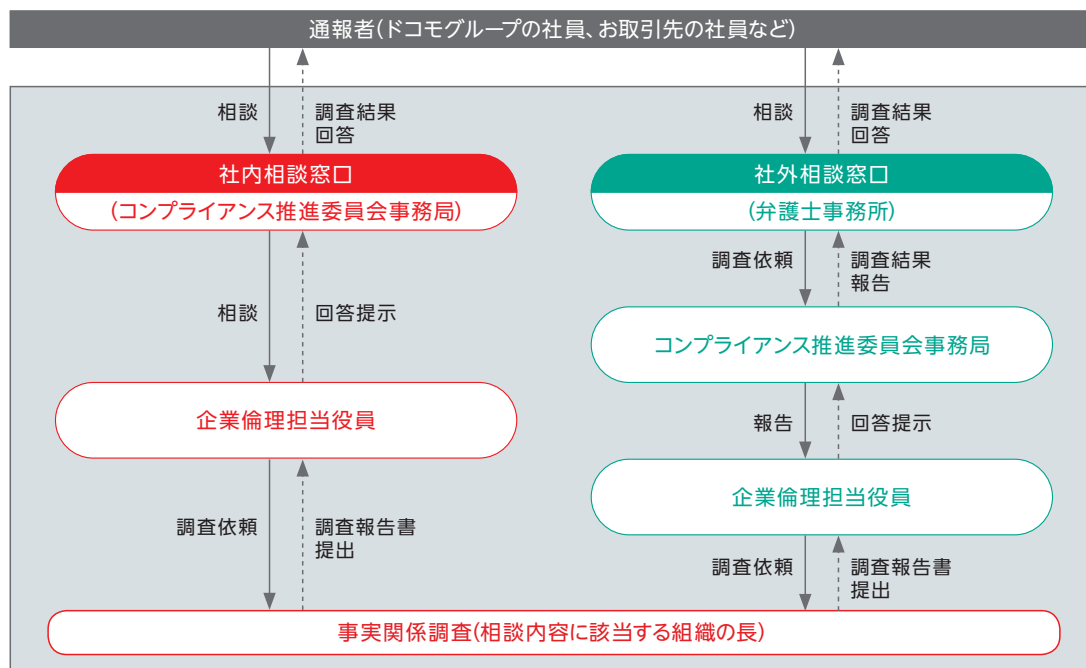 通報者(ドコモグループの社員、お取引先の社員など)
相談
調査結果
回答
社内相談窓口
(コンプライアンス推進委員会事務局)
相談
回答提示
企業倫理担当役員
調査依頼
調査報告書
提出
相談
調査結果
回答
社外相談窓口
(弁護士事務所)
調査依頼
調査結果
報告
コンプライアンス推進委員会事務局
報告
回答提示
企業倫理担当役員
調査依頼
調査報告書
提出
事実関係調査(相談内容に該当する組織の長)